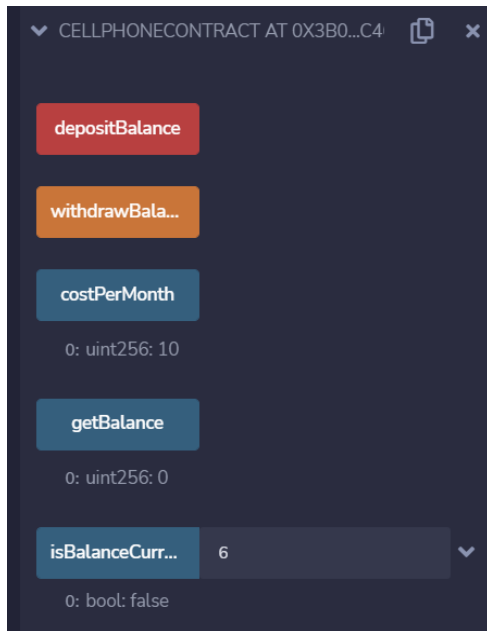 CELLPHONECONTRACT AT 0X3B0...C4
depositBalance
withdrawBala...
costPerMonth
0: uint256: 10
getBalance
0: uint256: 0
isBalanceCurr... 6
0: bool: false